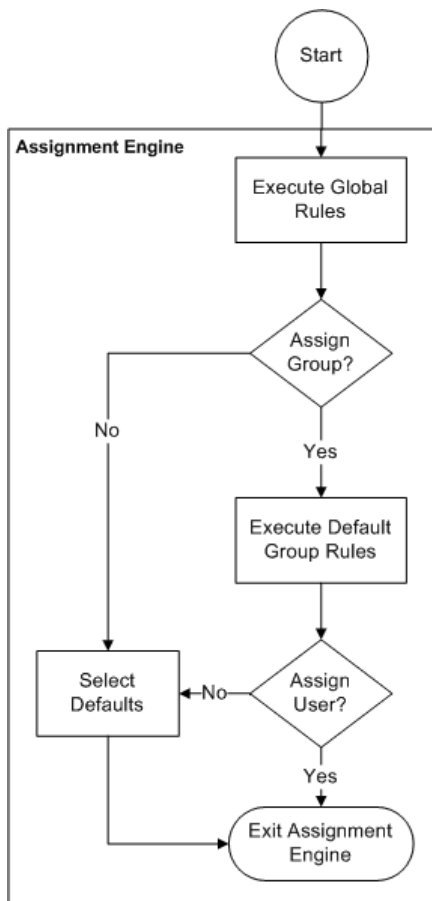 Start
Assignment Engine
Execute Global
Rules
Assign
Group?
No
Yes
Execute Default
Group Rules
Select
Defaults
No
Assign
User?
Yes
Exit Assignment
Engine